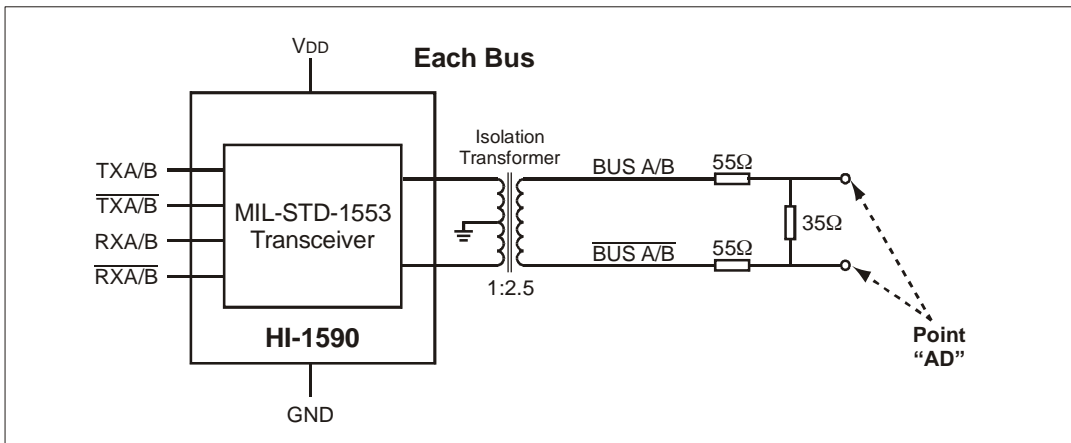 VDD
Each Bus
Isolation
Transformer
TXA/B
TXA/B
RXA/B
RXA/B
MIL-STD-1553
Transceiver
HI-1590
BUS A/B
BUS A/B
55Ω
55Ω
35Ω
1:2.5
Point
“AD”
GND